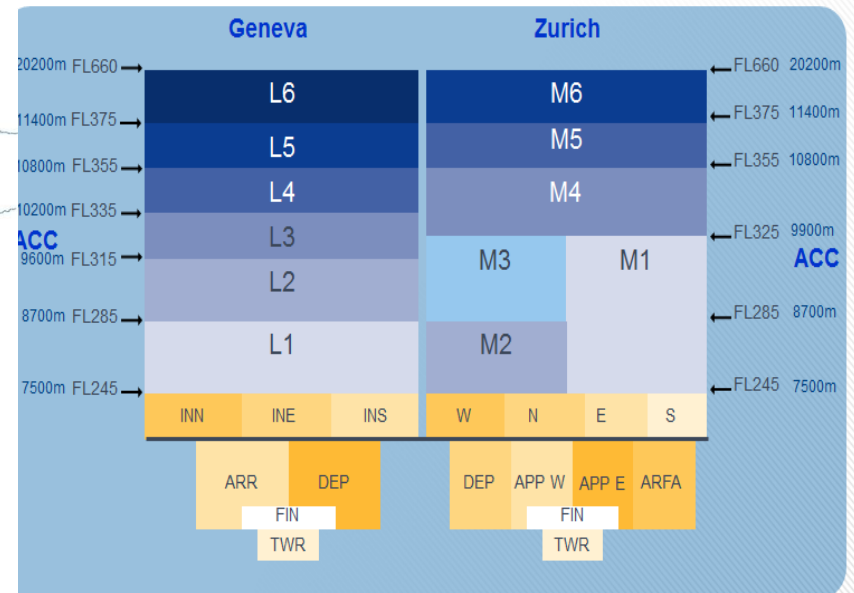 Geneva Zurich
20200m FL660 FL660 20200m
L6 M6
11400m FL375 FL375 11400m
L5 M5
10800m FL355 FL355 10800m
L4 M4
10200m FL335
L3 FL325 9900m
ACC ACC
9600m FL315
M3 M1
L2
8700m FL285 FL285 8700m
L1 M2
7500m FL245 FL245 7500m
INN INE INS W N E S
ARR DEP DEP APP W APP E ARFA
FIN FIN
TWR TWR